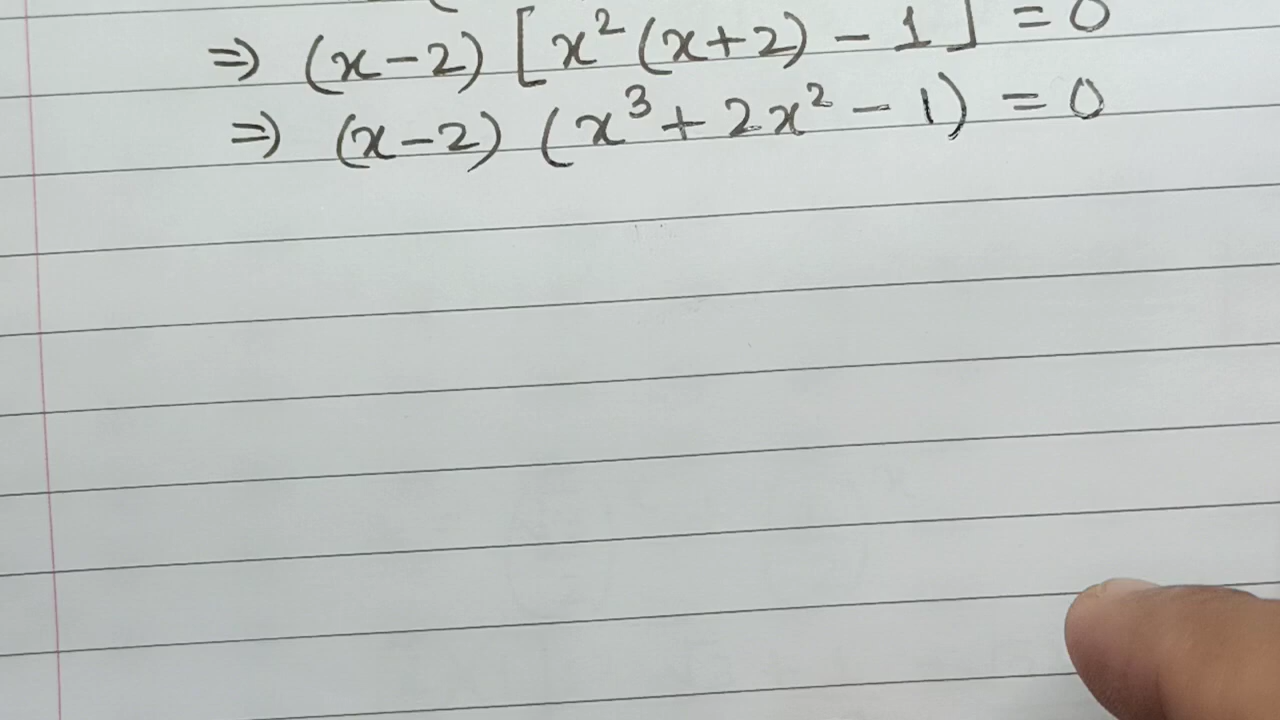 ⇒ (x-2) [x²(x+2) - 1] = 0
⇒ (x-2) (x³ + 2x² - 1) = 0